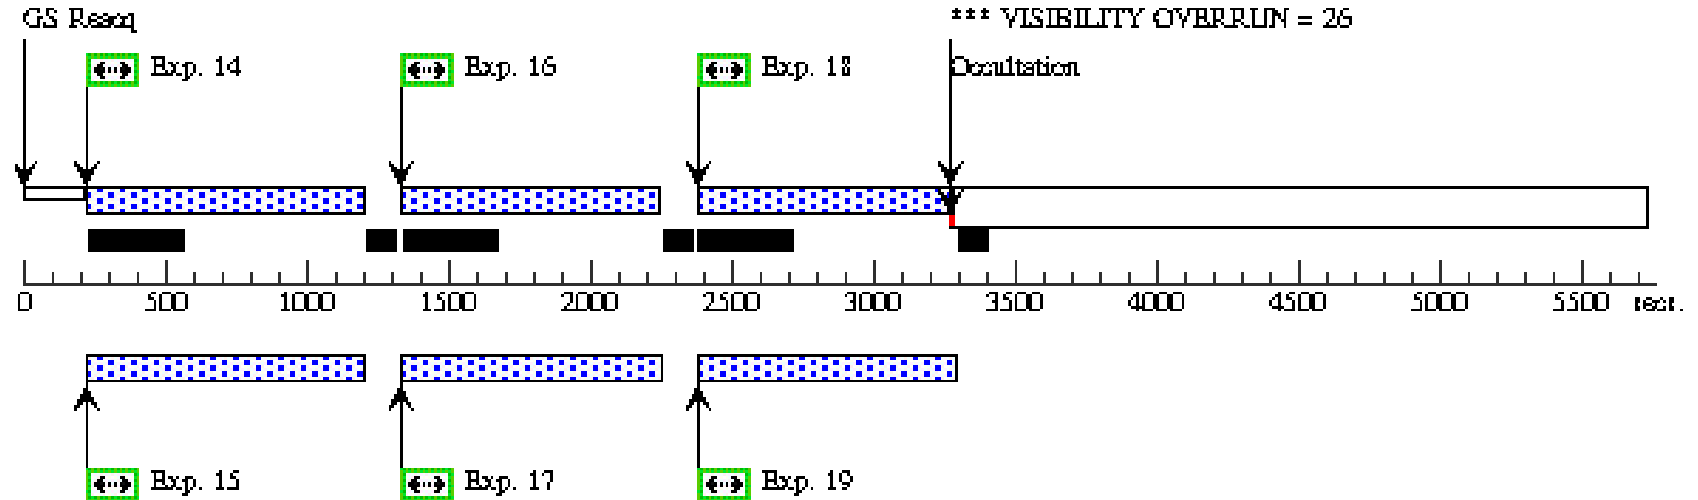 GS Reacq
*** VISIBILITY OVERRUN = 26
Exp. 14
Exp. 16
Exp. 18
Occultation
0 500 1000 1500 2000 2500 3000 3500 4000 4500 5000 5500 secs.
Exp. 15
Exp. 17
Exp. 19